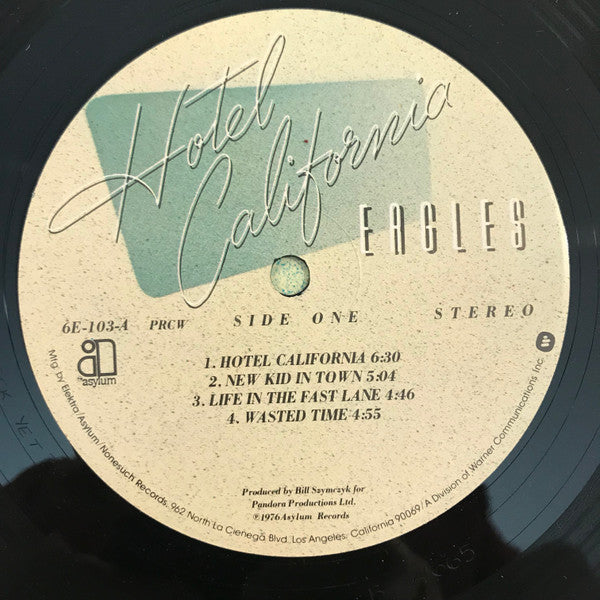 Hotel
California
EAGLES
6E-103-A PRCW SIDE ONE STEREO
1. HOTEL CALIFORNIA 6:30
2. NEW KID IN TOWN 5:04
3. LIFE IN THE FAST LANE 4:46
4. WASTED TIME 4:55
asylum
Produced by Bill Szymczyk for
Pandora Productions Ltd.
℗1976 Asylum Records
Mfg. by Elektra/Asylum/Nonesuch Records, 962 North La Cienega Blvd. Los Angeles, California 90069/A Division of Warner Communications Inc.
YET